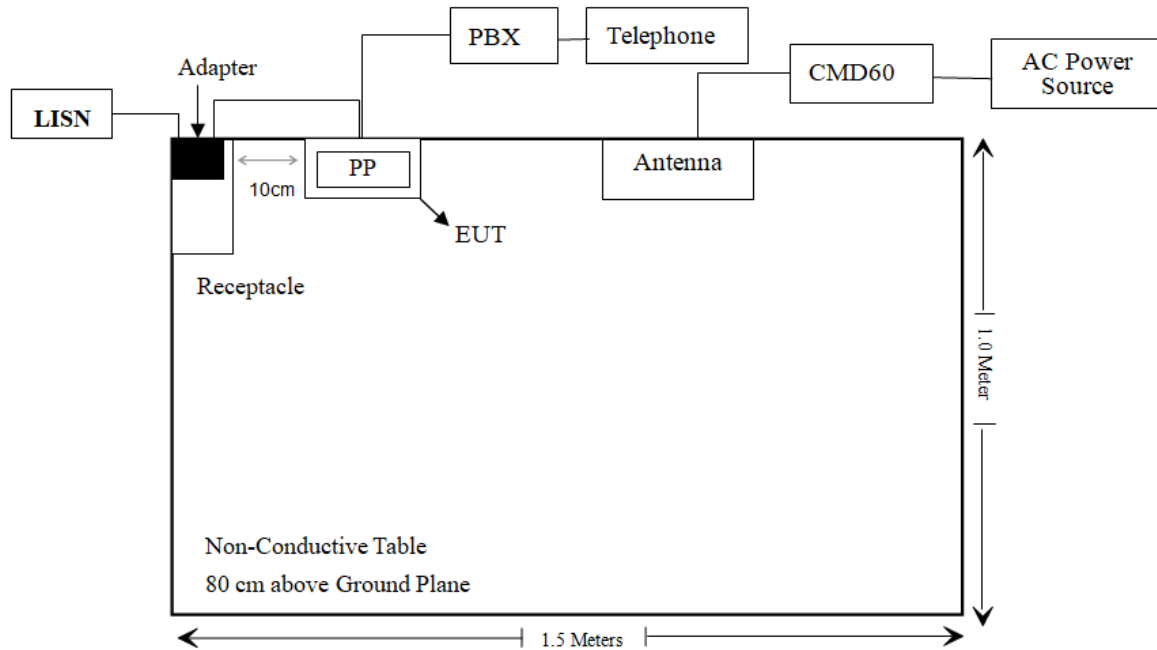 PBX
Telephone
Adapter
CMD60
AC Power
Source
LISN
PP
Antenna
10cm
EUT
Receptacle
1.0 Meter
Non-Conductive Table
80 cm above Ground Plane
1.5 Meters